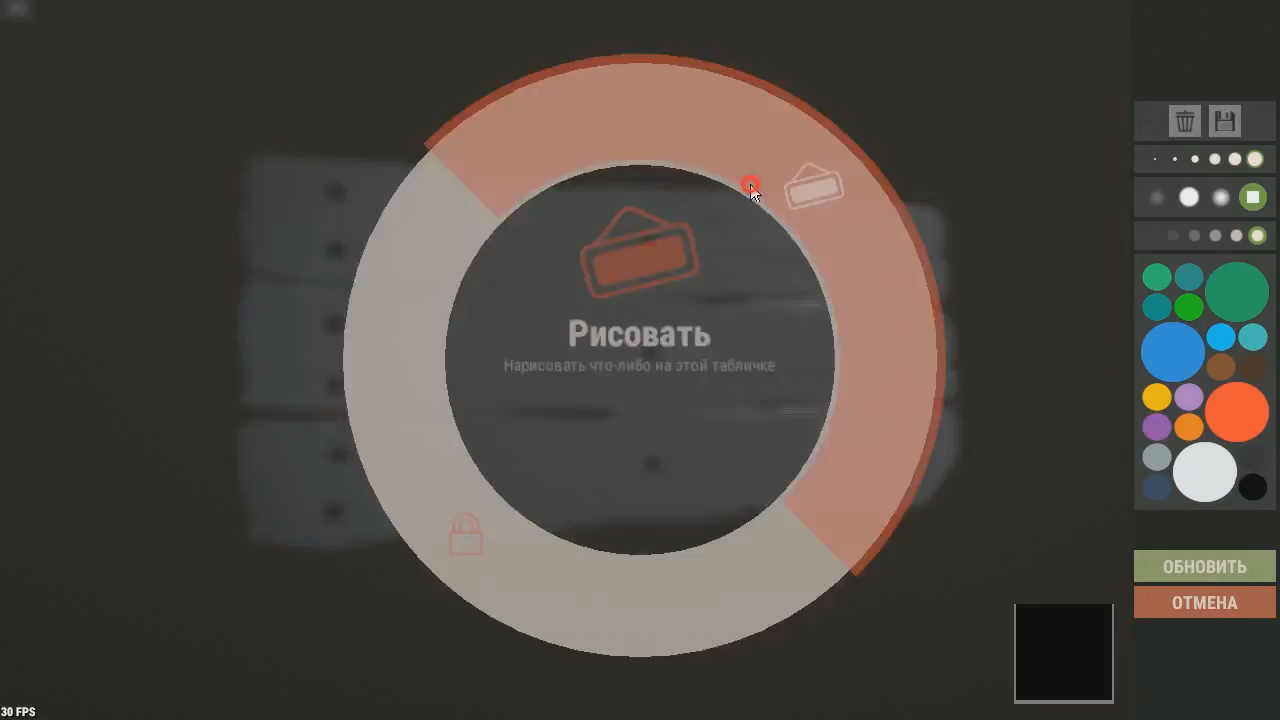 Рисовать
Нарисовать что-либо на этой табличке
ОБНОВИТЬ
ОТМЕНА
30 FPS